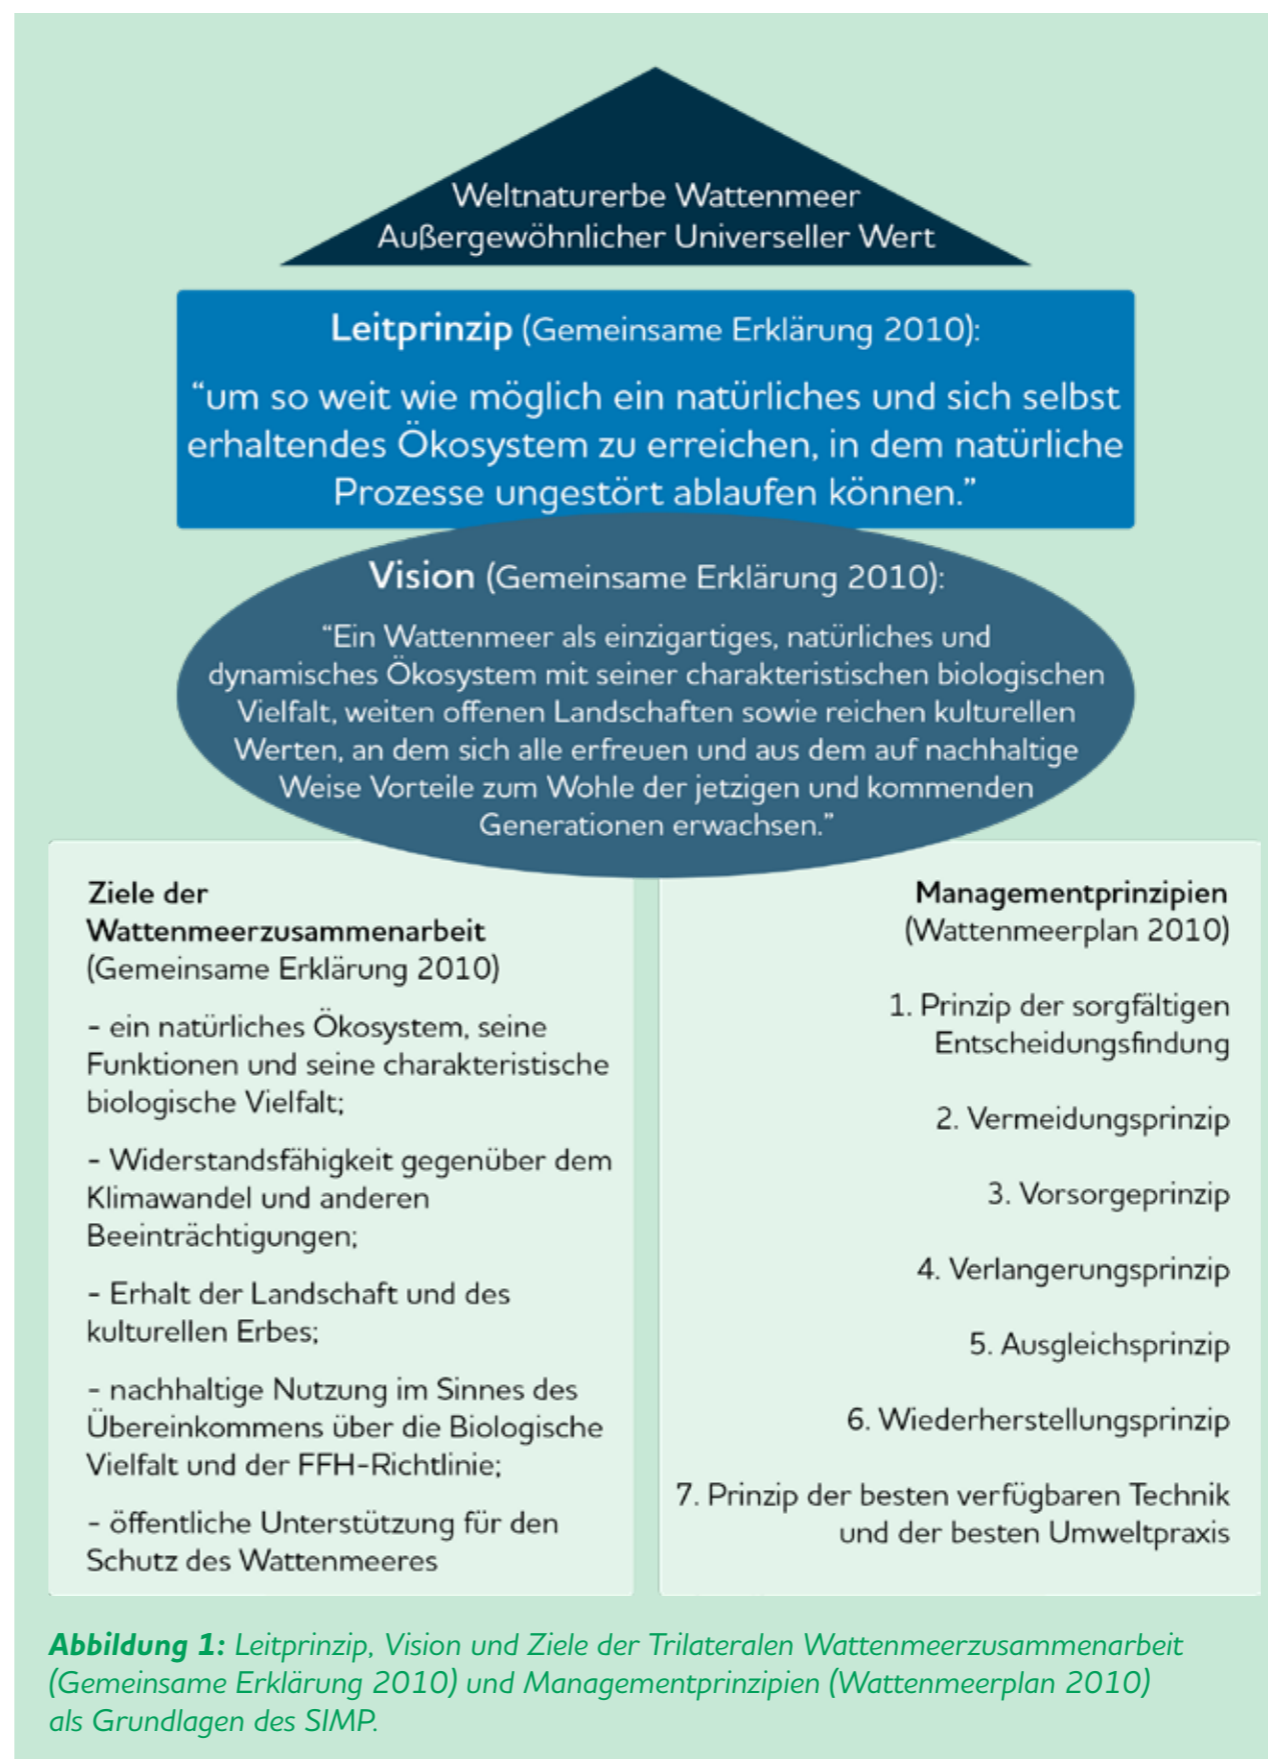 Weltnaturerbe Wattenmeer
Außergewöhnlicher Universeller Wert
Leitprinzip (Gemeinsame Erklärung 2010):
“um so weit wie möglich ein natürliches und sich selbst
erhaltendes Ökosystem zu erreichen, in dem natürliche
Prozesse ungestört ablaufen können.”
Vision (Gemeinsame Erklärung 2010):
“Ein Wattenmeer als einzigartiges, natürliches und
dynamisches Ökosystem mit seiner charakteristischen biologischen
Vielfalt, weiten offenen Landschaften sowie reichen kulturellen
Werten, an dem sich alle erfreuen und aus dem auf nachhaltige
Weise Vorteile zum Wohle der jetzigen und kommenden
Generationen erwachsen.”
Ziele der
Wattenmeerzusammenarbeit
(Gemeinsame Erklärung 2010)
- ein natürliches Ökosystem, seine
Funktionen und seine charakteristische
biologische Vielfalt;
- Widerstandsfähigkeit gegenüber dem
Klimawandel und anderen
Beeinträchtigungen;
- Erhalt der Landschaft und des
kulturellen Erbes;
- nachhaltige Nutzung im Sinnes des
Übereinkommens über die Biologische
Vielfalt und der FFH-Richtlinie;
- öffentliche Unterstützung für den
Schutz des Wattenmeeres
Managementprinzipien
(Wattenmeerplan 2010)
1. Prinzip der sorgfältigen
Entscheidungsfindung
2. Vermeidungsprinzip
3. Vorsorgeprinzip
4. Verlangerungsprinzip
5. Ausgleichsprinzip
6. Wiederherstellungsprinzip
7. Prinzip der besten verfügbaren Technik
und der besten Umweltpraxis
Abbildung 1: Leitprinzip, Vision und Ziele der Trilateralen Wattenmeerzusammenarbeit
(Gemeinsame Erklärung 2010) und Managementprinzipien (Wattenmeerplan 2010)
als Grundlagen des SIMP.